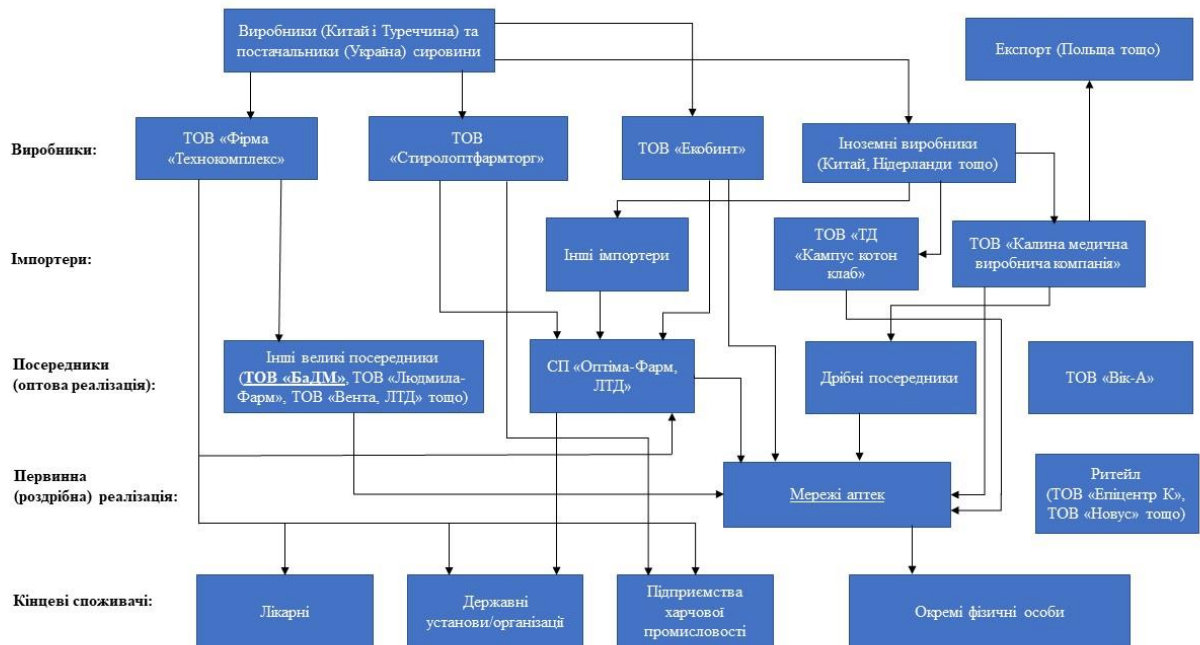 Виробники (Китай і Туреччина) та
постачальники (Україна) сировини
Експорт (Польща тощо)
Виробники:
ТОВ «Фірма
«Технокомплекс»
ТОВ
«Стиролоптфармторг»
ТОВ «Екобинт»
Іноземні виробники
(Китай, Нідерланди тощо)
Імпортери:
Інші імпортери
ТОВ «ТД
«Кампус котон
клаб»
ТОВ «Калина медична
виробнича компанія»
Посередники
(оптова реалізація):
Інші великі посередники
(ТОВ «БаДМ», ТОВ «Людмила-
Фарм», ТОВ «Вента, ЛТД» тощо)
СП «Оптіма-Фарм,
ЛТД»
Дрібні посередники
ТОВ «Вік-А»
Первинна
(роздрібна) реалізація:
Мережі аптек
Ритейл
(ТОВ «Епіцентр К»,
ТОВ «Новус» тощо)
Кінцеві споживачі:
Лікарні
Державні
установи/організації
Підприємства
харчової
промисловості
Окремі фізичні особи